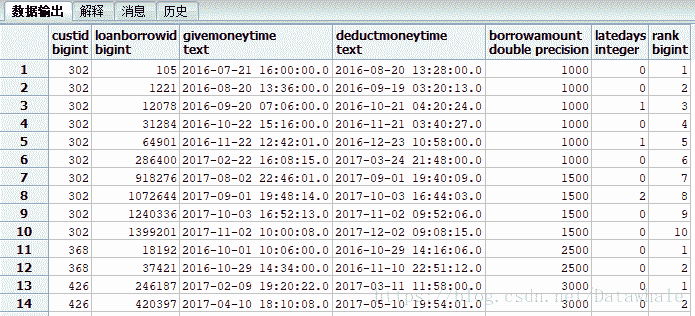 数据输出 解释 消息 历史
custid loanborrowid givemoneytime deductmoneytime borrowamount latedays rank
bigint bigint text text double precision integer bigint
1 302 105 2016-07-21 16:00:00.0 2016-08-20 13:28:00.0 1000 0 1
2 302 1221 2016-08-20 13:36:00.0 2016-09-19 03:20:13.0 1000 0 2
3 302 12078 2016-09-20 07:06:00.0 2016-10-21 04:20:24.0 1000 1 3
4 302 31284 2016-10-22 15:16:00.0 2016-11-21 03:40:27.0 1000 0 4
5 302 64901 2016-11-22 12:42:01.0 2016-12-23 10:58:00.0 1000 1 5
6 302 286400 2017-02-22 16:08:15.0 2017-03-24 21:48:00.0 1000 0 6
7 302 918276 2017-08-02 22:46:01.0 2017-09-01 19:40:09.0 1500 0 7
8 302 1072644 2017-09-01 19:48:14.0 2017-10-03 16:44:03.0 1500 2 8
9 302 1240336 2017-10-03 16:52:13.0 2017-11-02 09:52:06.0 1500 0 9
10 302 1399201 2017-11-02 10:00:08.0 2017-12-02 09:08:15.0 1500 0 10
11 368 18192 2016-10-01 10:06:00.0 2016-10-29 14:16:06.0 2500 0 1
12 368 37421 2016-10-29 14:34:00.0 2016-11-10 22:51:12.0 2500 0 2
13 426 246187 2017-02-09 19:20:22.0 2017-03-11 11:58:00.0 3000 0 1
14 426 420397 2017-04-10 18:10:08.0 2017-05-10 19:54:01.0 3000 0 2
https://blog.csdn.net/Datawhale